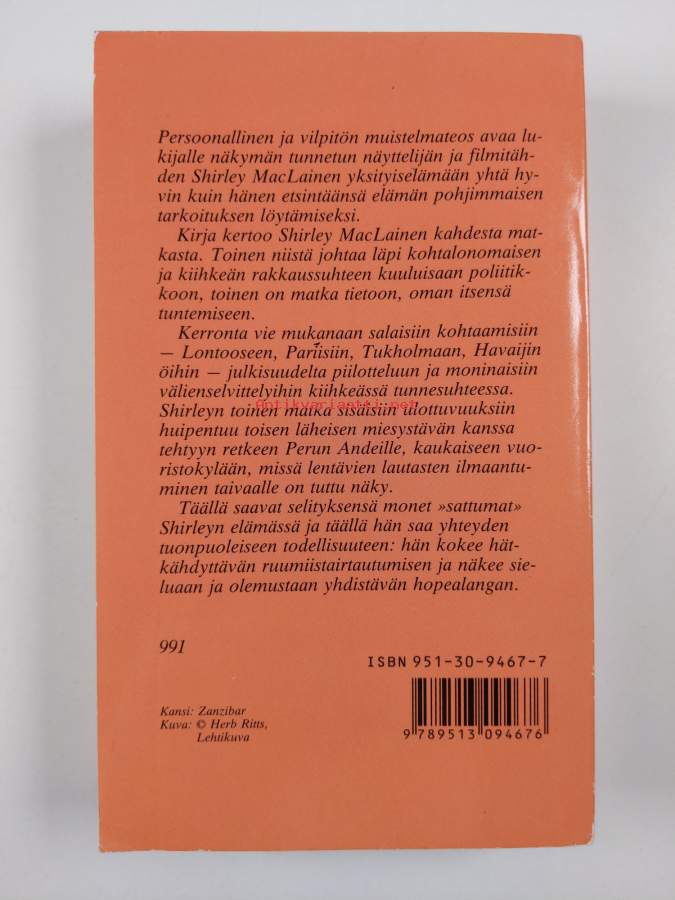 Persoonallinen ja vilpitön muistelmateos avaa lu-
kijalle näkymän tunnetun näyttelijän ja filmitäh-
den Shirley MacLainen yksityiselämään yhtä hy-
vin kuin hänen etsintäänsä elämän pohjimmaisen
tarkoituksen löytämiseksi.
Kirja kertoo Shirley MacLainen kahdesta mat-
kasta. Toinen niistä johtaa läpi kohtalonomaisen
ja kiihkeän rakkaussuhteen kuuluisaan poliitik-
koon, toinen on matka tietoon, oman itsensä
tuntemiseen.
Kerronta vie mukanaan salaisiin kohtaamisiin
— Lontooseen, Pariisiin, Tukholmaan, Havaijin
öihin — julkisuudelta piilotteluun ja moninaisiin
välienselvittelyihin kiihkeässä tunnesuhteessa.
Antikvariaatti.net
Shirleyn toinen matka sisäisiin ulottuvuuksiin
huipentuu toisen läheisen miesystävän kanssa
tehtyyn retkeen Perun Andeille, kaukaiseen vuo-
ristokylään, missä lentävien lautasten ilmaantu-
minen taivaalle on tuttu näky.
Täällä saavat selityksensä monet »sattumat»
Shirleyn elämässä ja täällä hän saa yhteyden
tuonpuoleiseen todellisuuteen: hän kokee hät-
kähdyttävän ruumiistairtautumisen ja näkee sie-
luaan ja olemustaan yhdistävän hopealangan.
991
ISBN 951-30-9467-7
Kansi: Zanzibar
Kuva: © Herb Ritts,
Lehtikuva
9 789513 094676